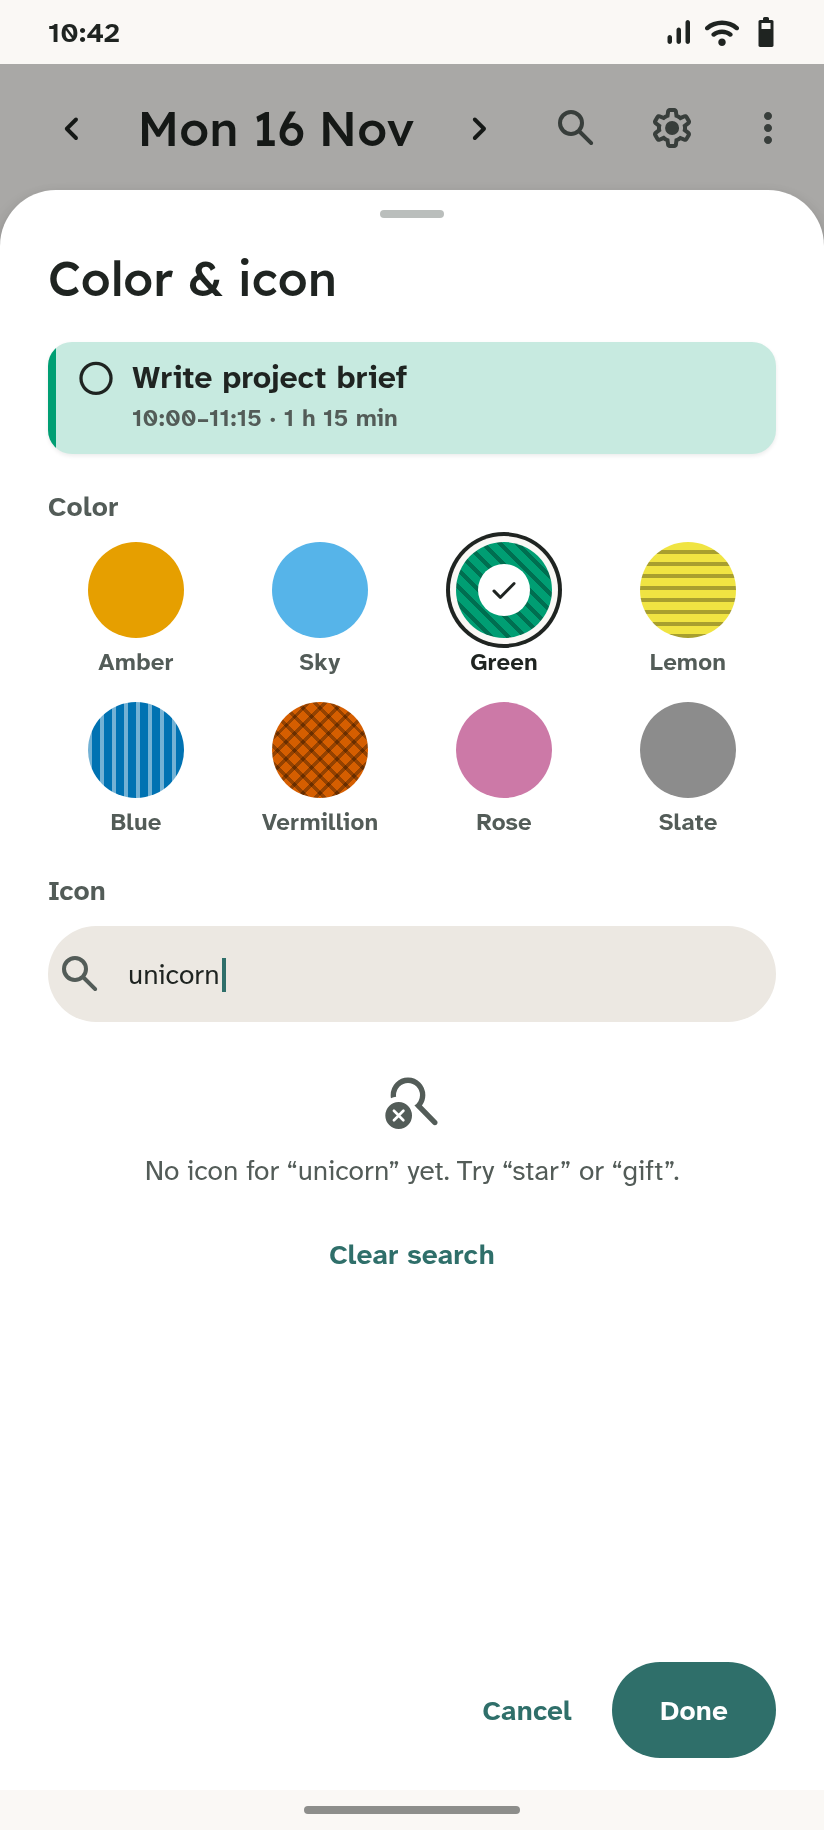 10:42
Mon 16 Nov
Color & icon
Write project brief
10:00–11:15 · 1 h 15 min
Color
Amber
Sky
Green
Lemon
Blue
Vermillion
Rose
Slate
Icon
unicorn
No icon for “unicorn” yet. Try “star” or “gift”.
Clear search
Cancel
Done